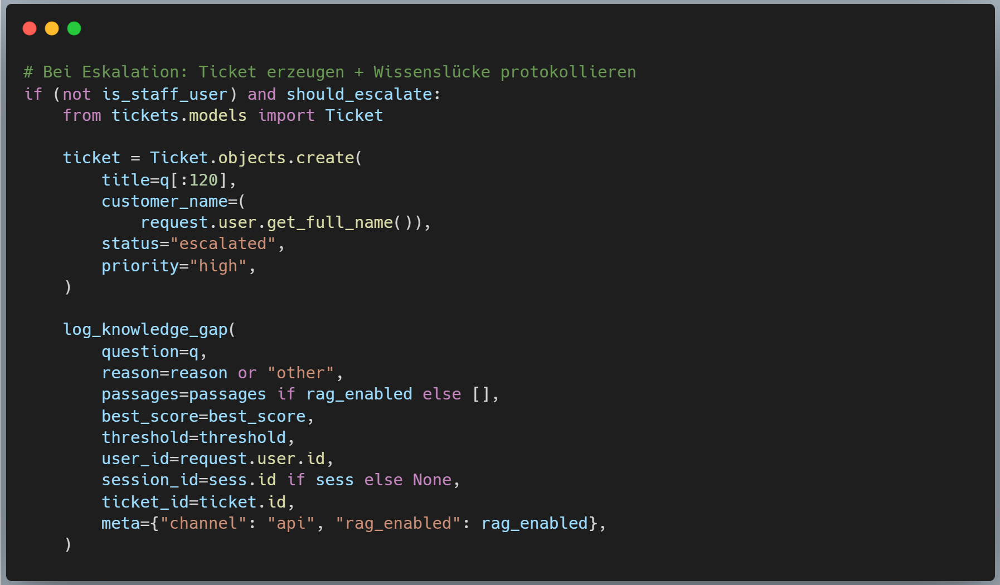 # Bei Eskalation: Ticket erzeugen + Wissenslücke protokollieren
if (not is_staff_user) and should_escalate:
    from tickets.models import Ticket

    ticket = Ticket.objects.create(
        title=q[:120],
        customer_name=(
            request.user.get_full_name()),
        status="escalated",
        priority="high",
    )

    log_knowledge_gap(
        question=q,
        reason=reason or "other",
        passages=passages if rag_enabled else [],
        best_score=best_score,
        threshold=threshold,
        user_id=request.user.id,
        session_id=sess.id if sess else None,
        ticket_id=ticket.id,
        meta={"channel": "api", "rag_enabled": rag_enabled},
    )